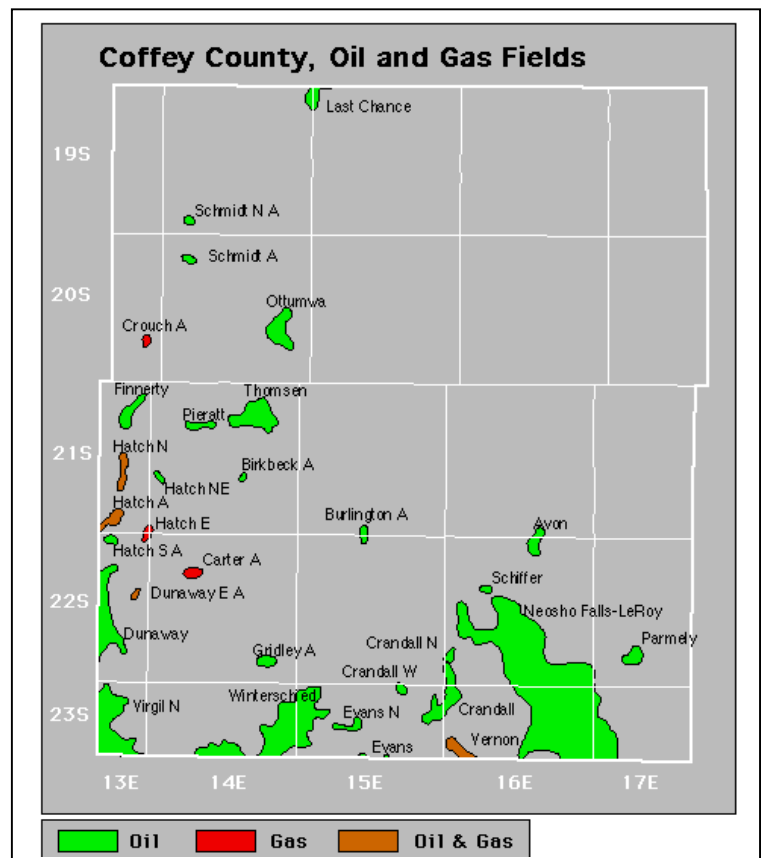 Coffey County, Oil and Gas Fields
Last Chance
19S
Schmidt N A
Schmidt A
20S
Ottumwa
Crouch A
Finnerty
Thomsen
Pieratt
21S
Hatch N
Birkbeck A
Hatch NE
Hatch A
Hatch E
Burlington A
Avon
Hatch S A
Carter A
Schiffer
22S
Dunaway E A
Neosho Falls-LeRoy
Dunaway
Crandall N
Parmely
Gridley A
Crandall W
Winterschied
Virgil N
Evans N
Crandall
23S
Vernon
Evans
13E 14E 15E 16E 17E
Oil Gas Oil & Gas